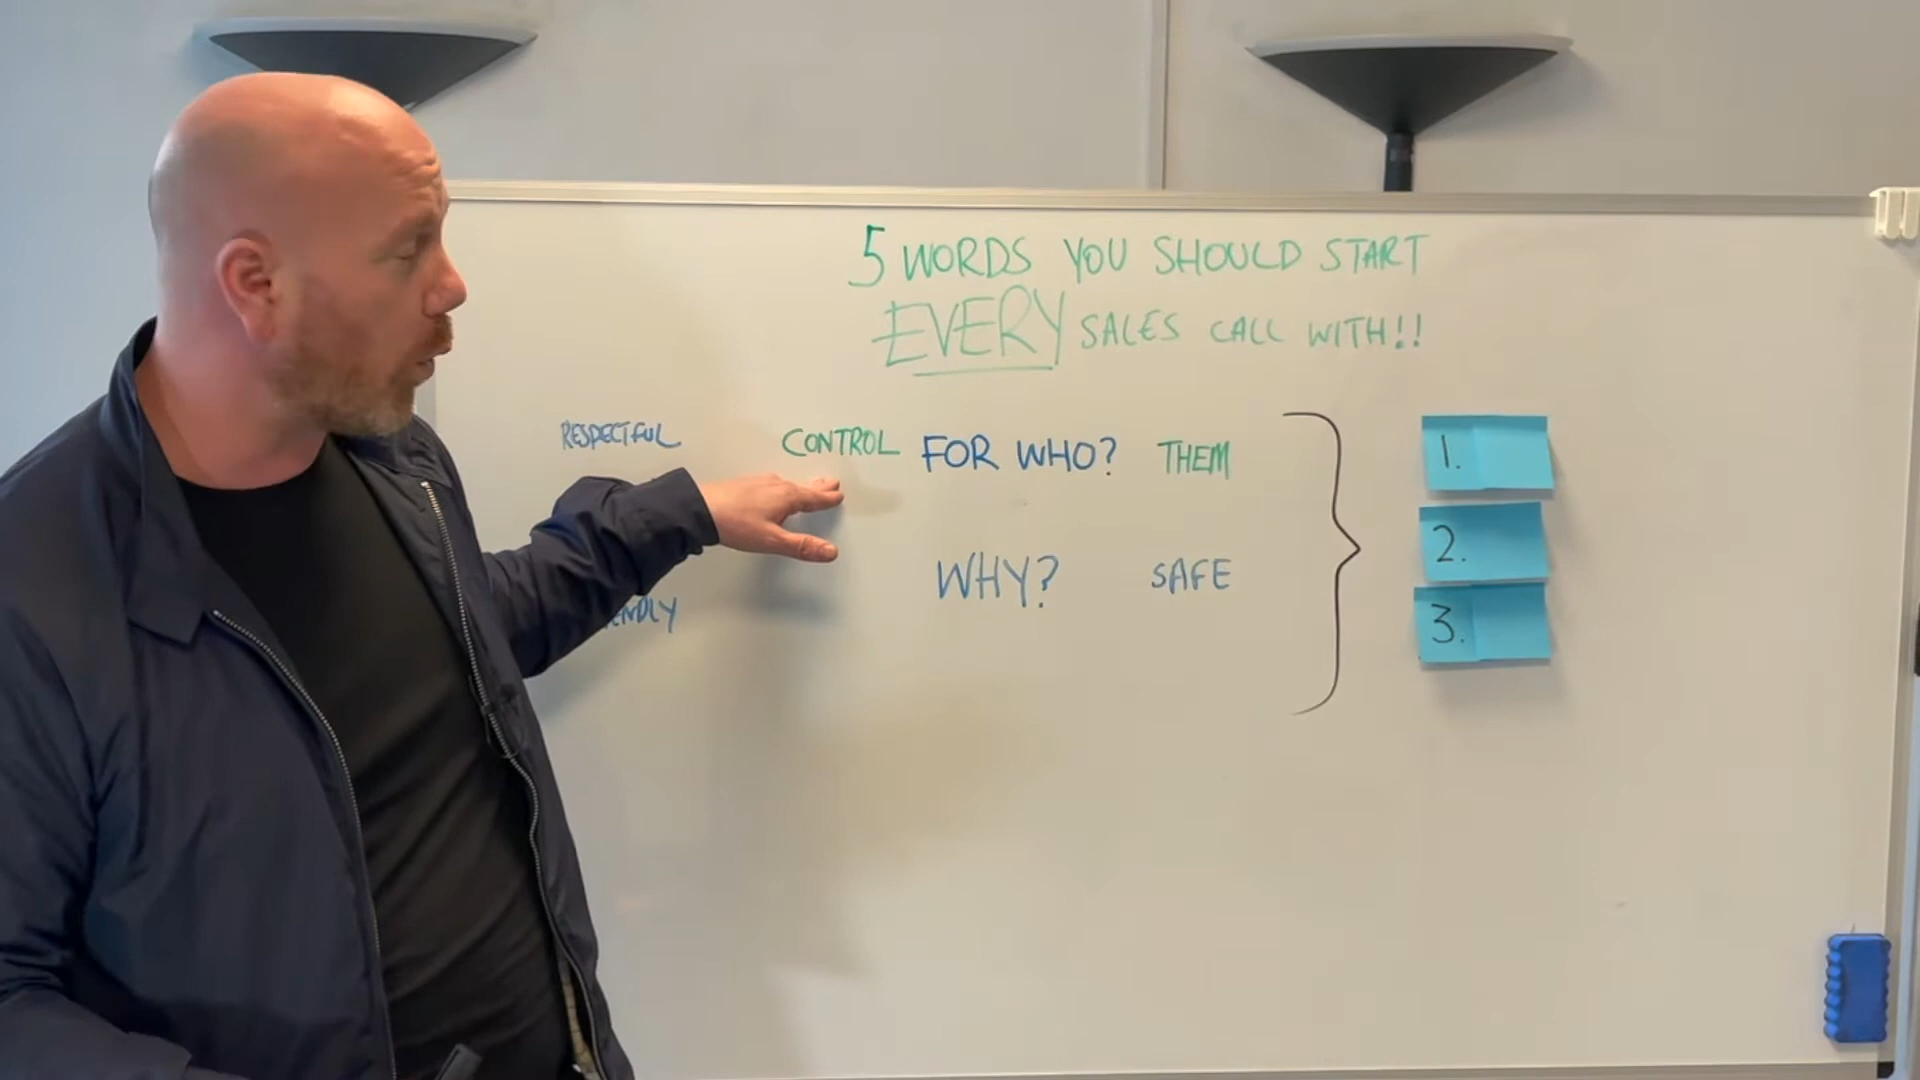 5 WORDS YOU SHOULD START
EVERY SALES CALL WITH!!
RESPECTFUL CONTROL FOR WHO? THEM
WHY? SAFE
1.
2.
3.